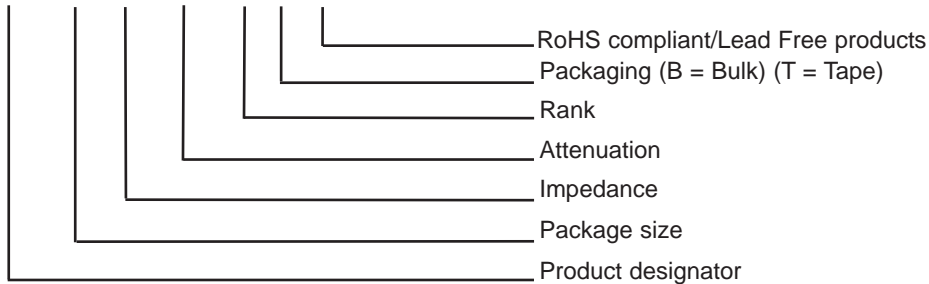 RoHS compliant/Lead Free products
Packaging (B = Bulk) (T = Tape)
Rank
Attenuation
Impedance
Package size
Product designator